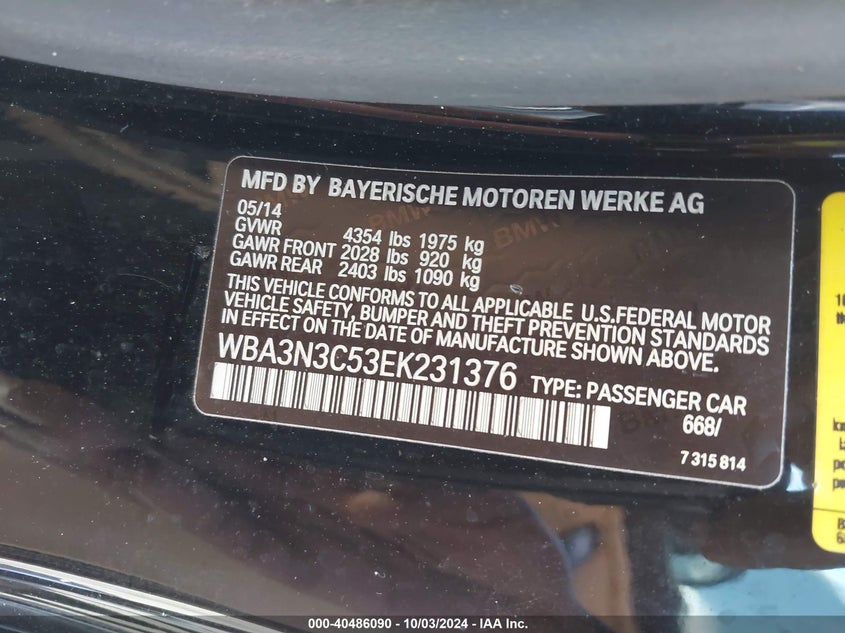 MFD BY BAYERISCHE MOTOREN WERKE AG
05/14
GVWR 4354 lbs 1975 kg
GAWR FRONT 2028 lbs 920 kg
GAWR REAR 2403 lbs 1090 kg
THIS VEHICLE CONFORMS TO ALL APPLICABLE U.S.FEDERAL MOTOR
VEHICLE SAFETY, BUMPER AND THEFT PREVENTION STANDARDS
IN EFFECT ON THE DATE OF MANUFACTURE SHOWN ABOVE.
WBA3N3C53EK231376 TYPE: PASSENGER CAR
668/
7 315 814
000-40486090 - 10/03/2024 - IAA Inc.